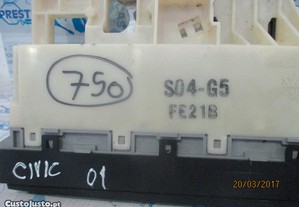 PREST
750
S04-G5
FE21B
CIVIC 01
20/03/2017
CustoJusto.pt